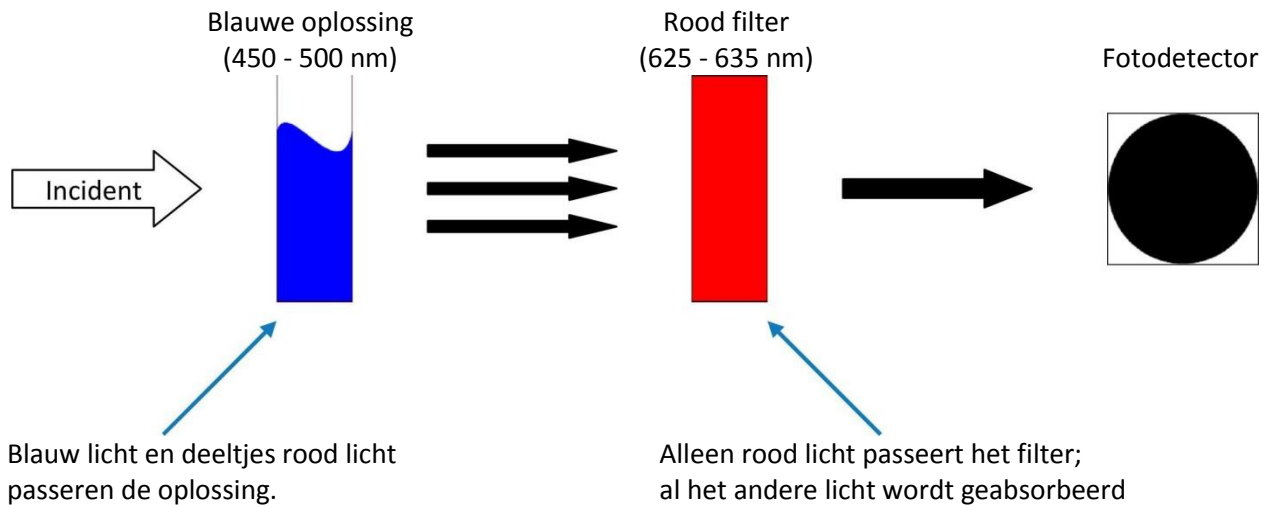 Blauwe oplossing
(450 - 500 nm)
Rood filter
(625 - 635 nm)
Fotodetector
Incident
Blauw licht en deeltjes rood licht
passeren de oplossing.
Alleen rood licht passeert het filter;
al het andere licht wordt geabsorbeerd